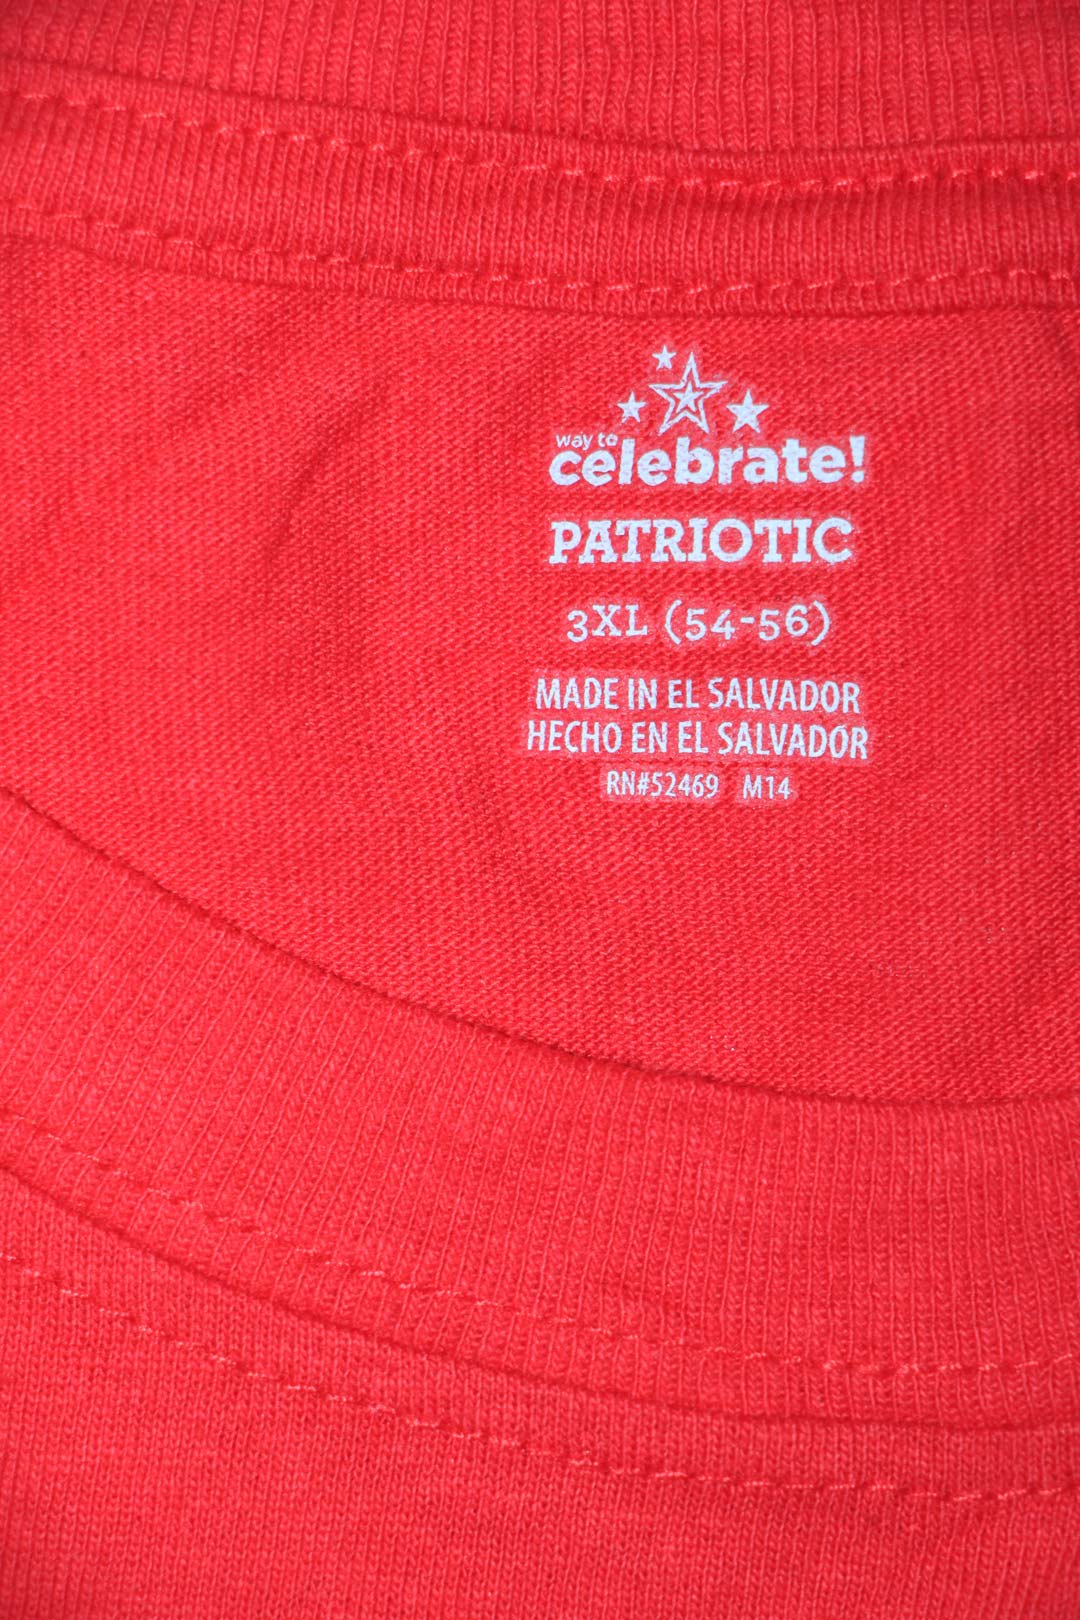 way to
celebrate!
PATRIOTIC
3XL (54-56)
MADE IN EL SALVADOR
HECHO EN EL SALVADOR
RN#52469 M14